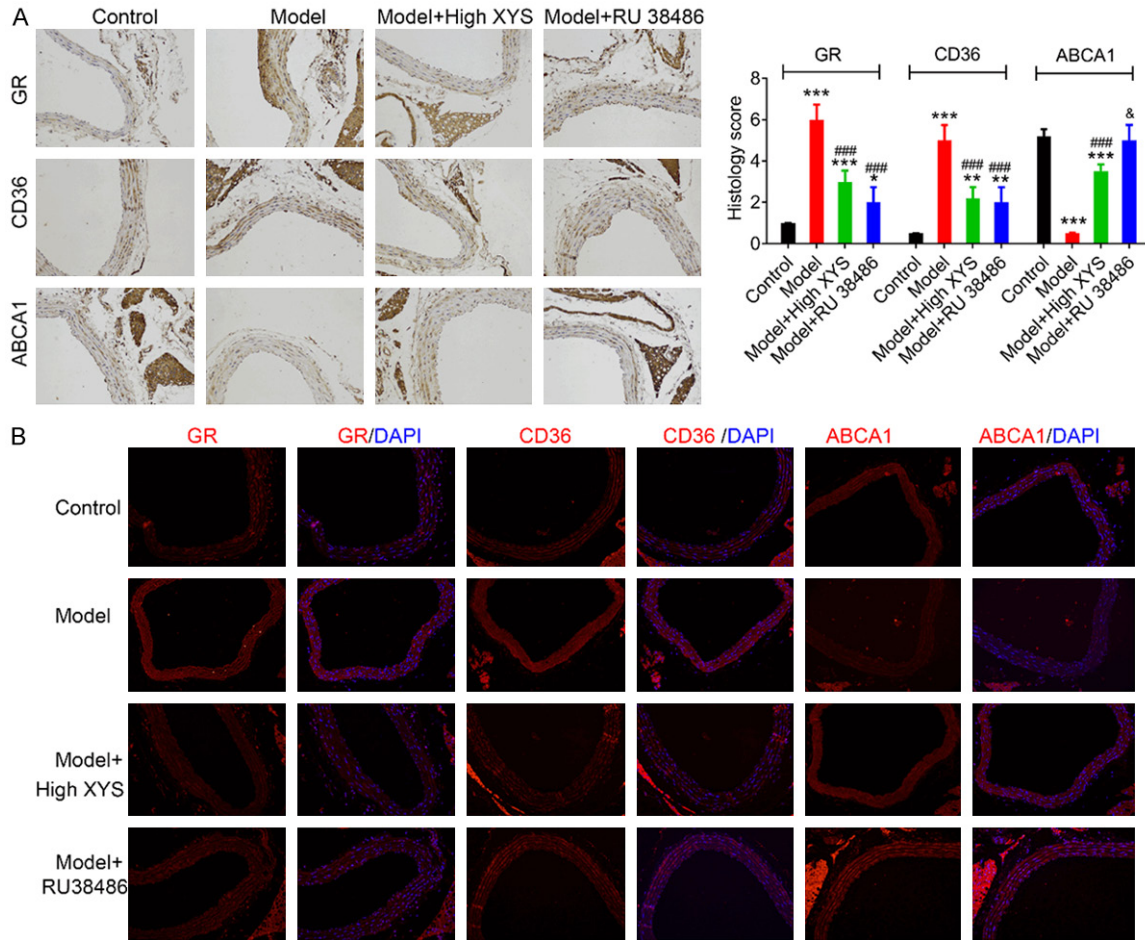 A
Control Model Model+High XYS Model+RU 38486
GR
CD36
ABCA1
GR CD36 ABCA1
Histology score
8
6
4
2
0
***
###
***
###
*
***
###
**
###
**
***
###
***
&
Control
Model
Model+High XYS
Model+RU 38486
Control
Model
Model+High XYS
Model+RU 38486
Control
Model
Model+High XYS
Model+RU 38486
B
GR GR/DAPI CD36 CD36 /DAPI ABCA1 ABCA1/DAPI
Control
Model
Model+
High XYS
Model+
RU38486